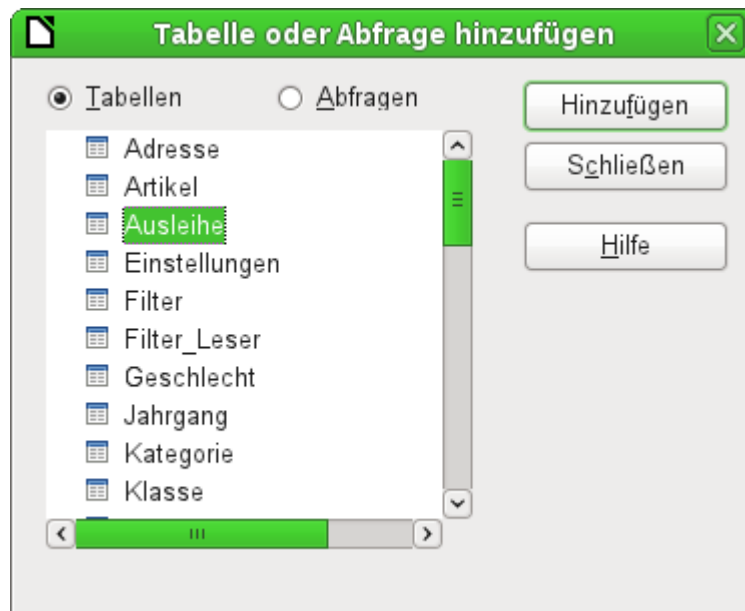 Tabelle oder Abfrage hinzufügen
Tabellen
Abfragen
Adresse
Artikel
Ausleihe
Einstellungen
Filter
Filter_Leser
Geschlecht
Jahrgang
Kategorie
Klasse
Hinzufügen
Schließen
Hilfe